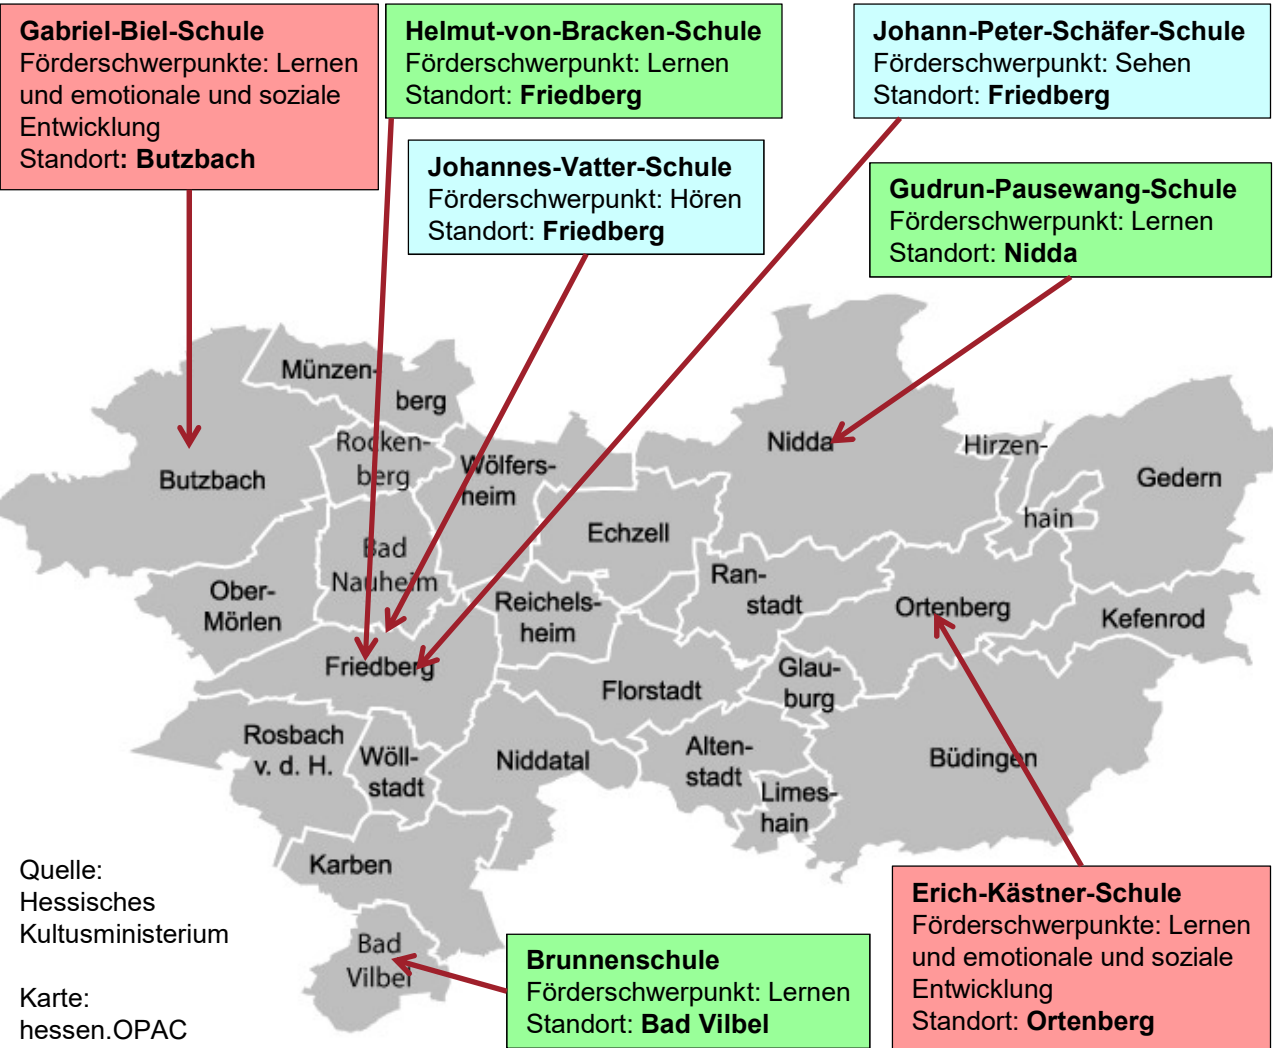 Gabriel-Biel-Schule
Förderschwerpunkte: Lernen
und emotionale und soziale
Entwicklung
Standort: Butzbach
Helmut-von-Bracken-Schule
Förderschwerpunkt: Lernen
Standort: Friedberg
Johann-Peter-Schäfer-Schule
Förderschwerpunkt: Sehen
Standort: Friedberg
Johannes-Vatter-Schule
Förderschwerpunkt: Hören
Standort: Friedberg
Gudrun-Pausewang-Schule
Förderschwerpunkt: Lernen
Standort: Nidda
Münzen-
berg
Rocken-
berg
Butzbach
Wölfers-
heim
Nidda
Hirzen-
hain
Gedern
Echzell
Bad
Nauheim
Ober-
Mörlen
Reichels-
heim
Ran-
stadt
Ortenberg
Kefenrod
Friedberg
Florstadt
Glau-
burg
Rosbach
v. d. H.
Wöll-
stadt
Niddatal
Alten-
stadt
Limes-
hain
Büdingen
Karben
Bad
Vilbel
Quelle:
Hessisches
Kultusministerium
Karte:
hessen.OPAC
Brunnenschule
Förderschwerpunkt: Lernen
Standort: Bad Vilbel
Erich-Kästner-Schule
Förderschwerpunkte: Lernen
und emotionale und soziale
Entwicklung
Standort: Ortenberg